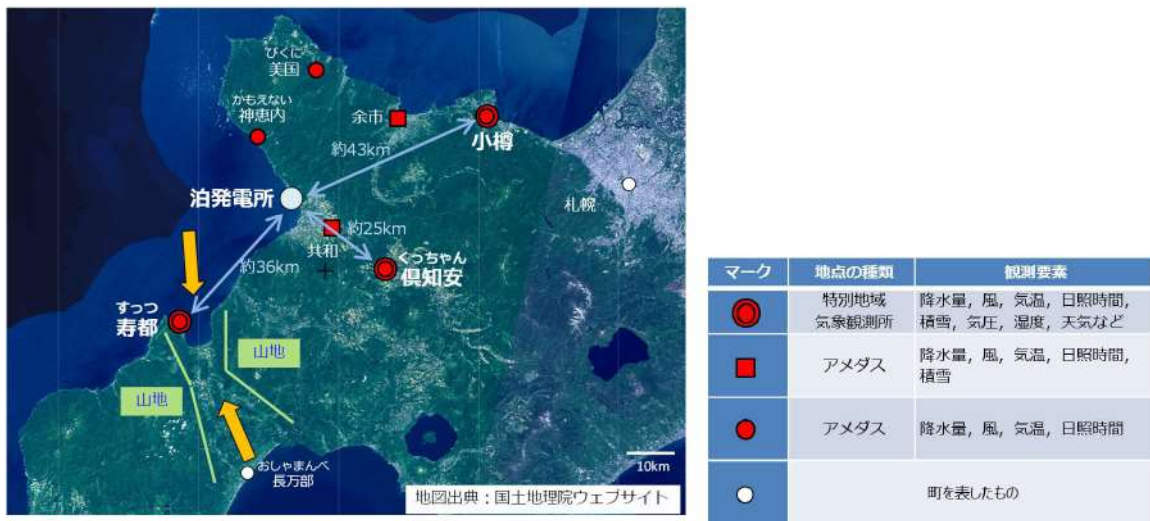 びくに
美国
かもえない
神恵内
余市
小樽
約43km
泊発電所
札幌
約25km
共和
くっちゃん
倶知安
約36km
すっつ
寿都
山地
山地
おしゃまんべ
長万部
10km
地図出典：国土地理院ウェブサイト
マーク 地点の種類 観測要素
特別地域
気象観測所
降水量，風，気温，日照時間，
積雪，気圧，湿度，天気など
アメダス
降水量，風，気温，日照時間，
積雪
アメダス
降水量，風，気温，日照時間
町を表したもの